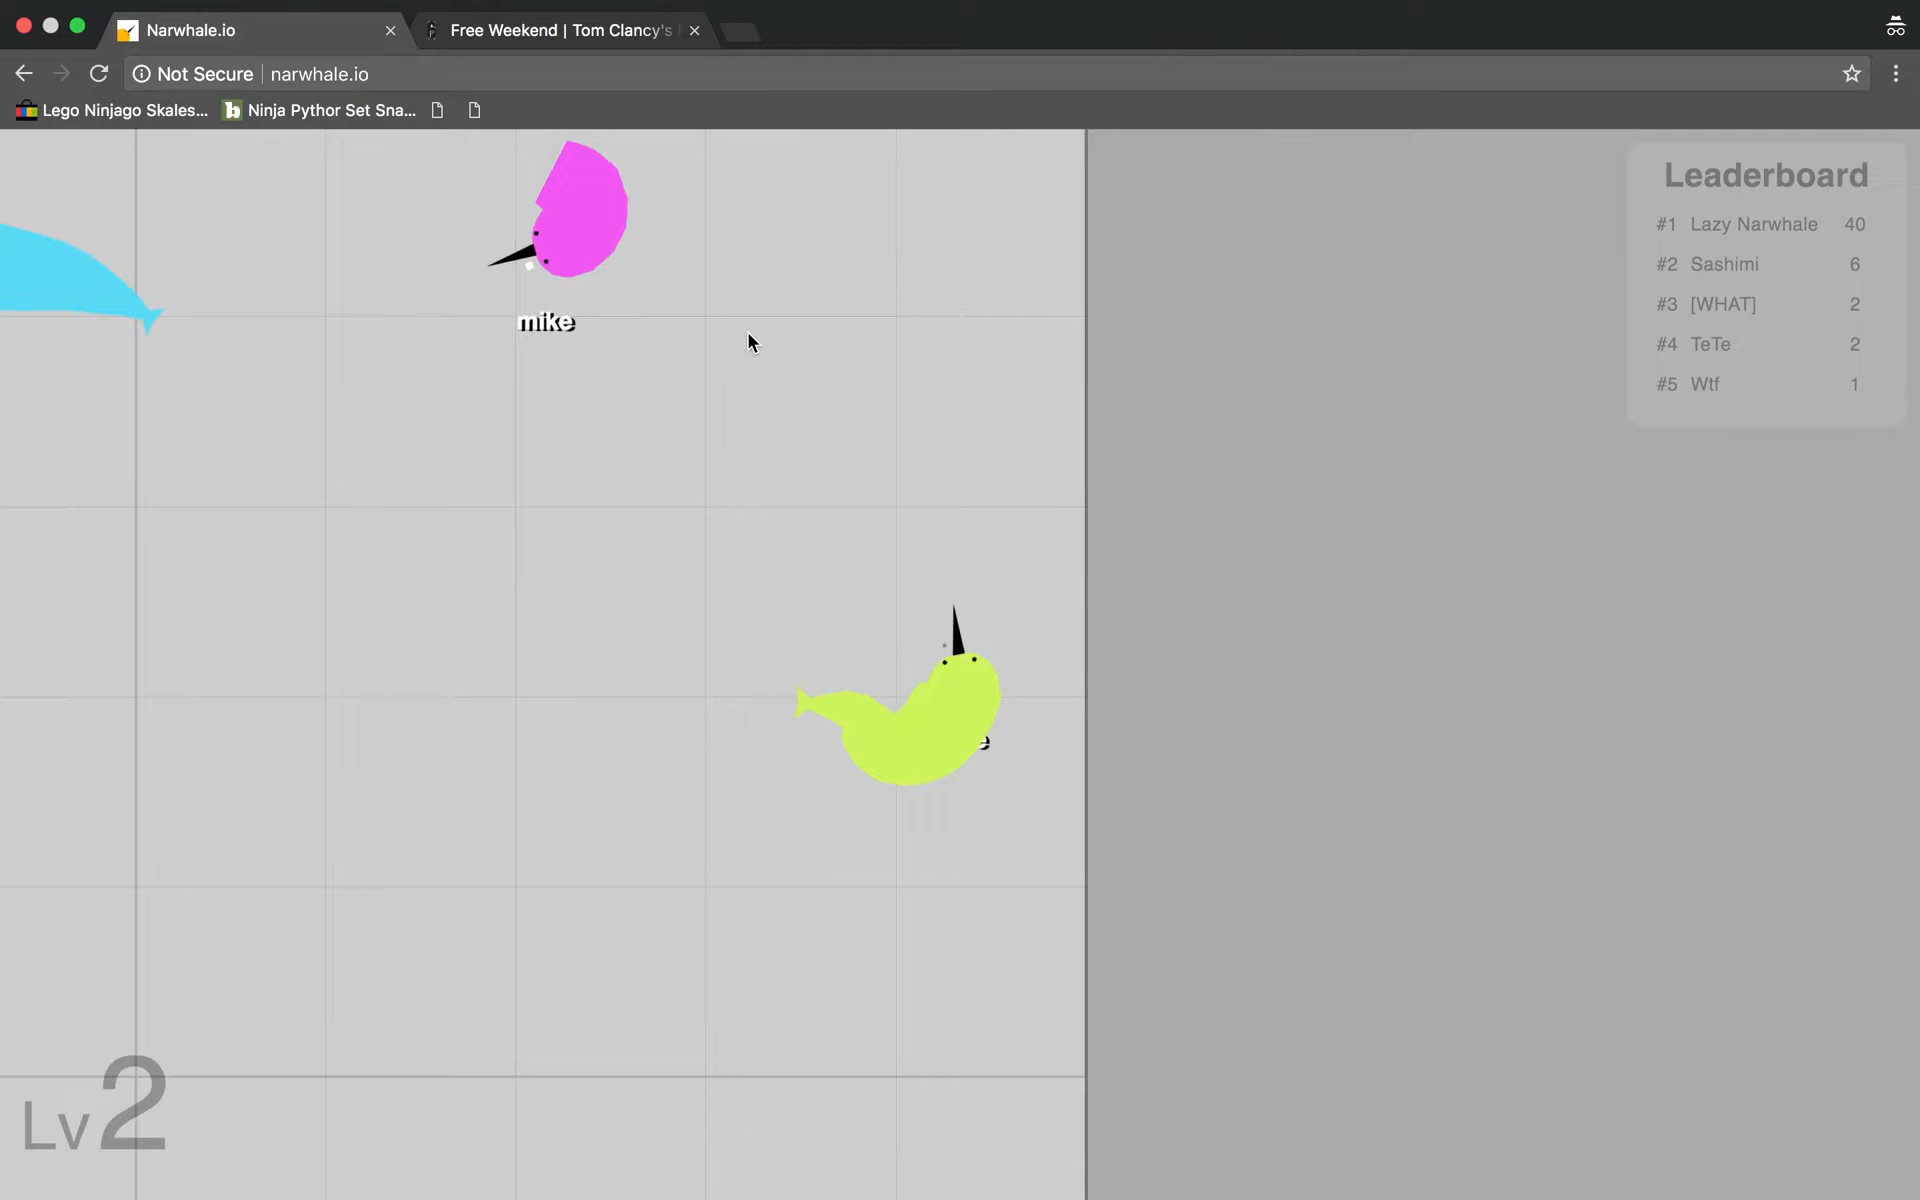 Narwhale.io
Free Weekend | Tom Clancy's
Not Secure narwhale.io
Lego Ninjago Skales...
Ninja Pythor Set Sna...
Leaderboard
#1 Lazy Narwhale 40
#2 Sashimi 6
#3 [WHAT] 2
#4 TeTe 2
#5 Wtf 1
mike
Lv2